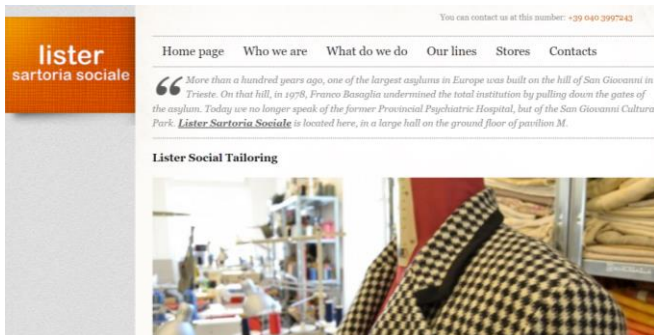 You can contact us at this number: +39 040 3997243
lister
sartoria sociale
Home page Who we are What do we do Our lines Stores Contacts
“ More than a hundred years ago, one of the largest asylums in Europe was built on the hill of San Giovanni in
Trieste. On that hill, in 1978, Franco Basaglia undermined the total institution by pulling down the gates of
the asylum. Today we no longer speak of the former Provincial Psychiatric Hospital, but of the San Giovanni Cultura
Park. Lister Sartoria Sociale is located here, in a large hall on the ground floor of pavilion M.
Lister Social Tailoring